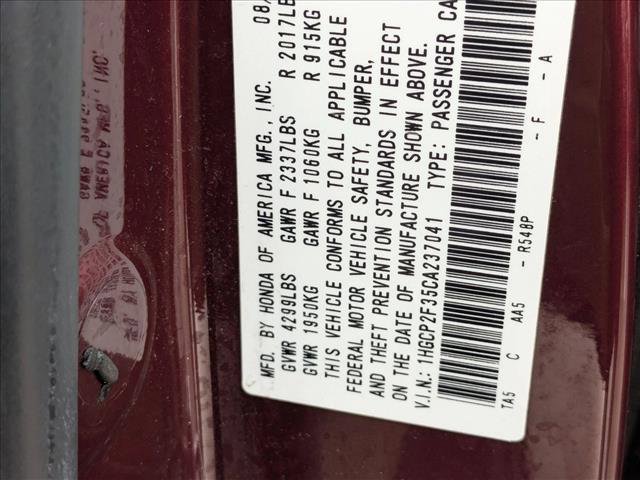 MFD. BY HONDA OF AMERICA MFG., INC. 08/
GVWR 4299LBS GAWR F 2337LBS R 2017LB
GVWR 1950KG GAWR F 1060KG R 915KG
THIS VEHICLE CONFORMS TO ALL APPLICABLE
FEDERAL MOTOR VEHICLE SAFETY, BUMPER,
AND THEFT PREVENTION STANDARDS IN EFFECT
ON THE DATE OF MANUFACTURE SHOWN ABOVE.
V.I.N.: 1HGCP2F35CA237041 TYPE: PASSENGER CA
TA5 C AA5 - R548P - F - A